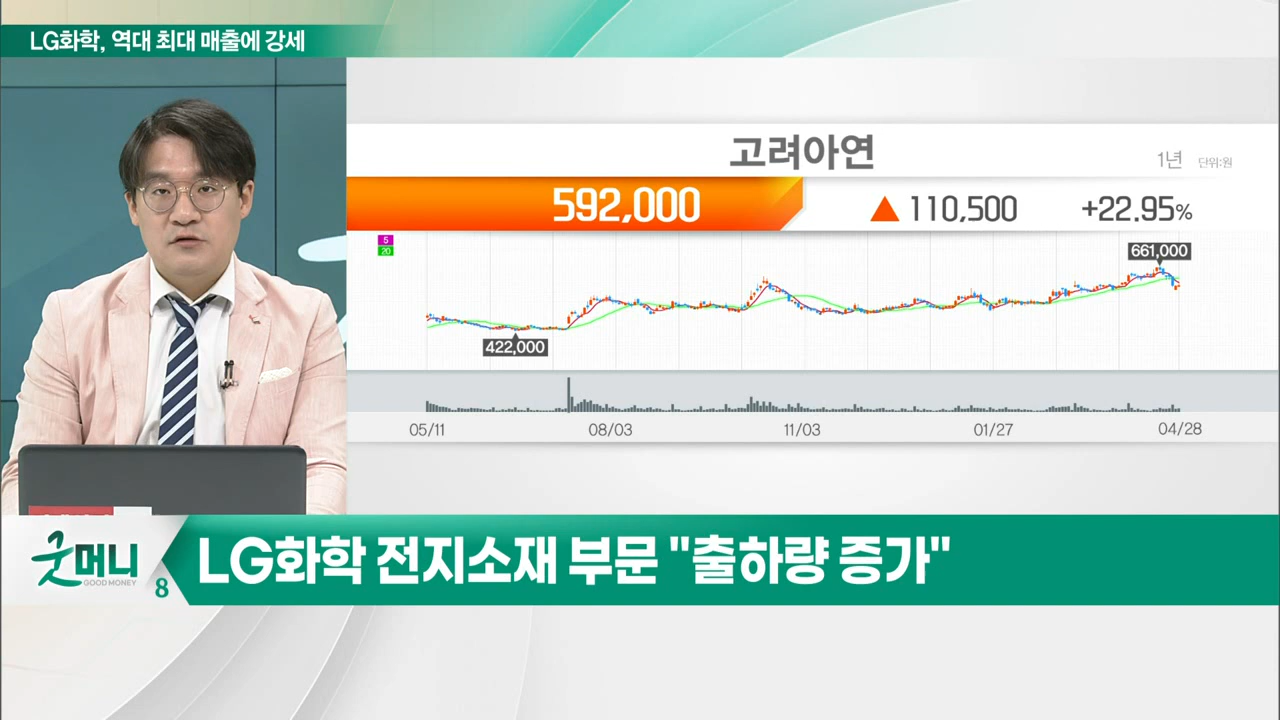 LG화학, 역대 최대 매출에 강세
고려아연
1년 단위:원
592,000 ▲ 110,500 +22.95%
5
20
661,000
422,000
05/11 08/03 11/03 01/27 04/28
굿머니
GOOD MONEY
8
LG화학 전지소재 부문 "출하량 증가"